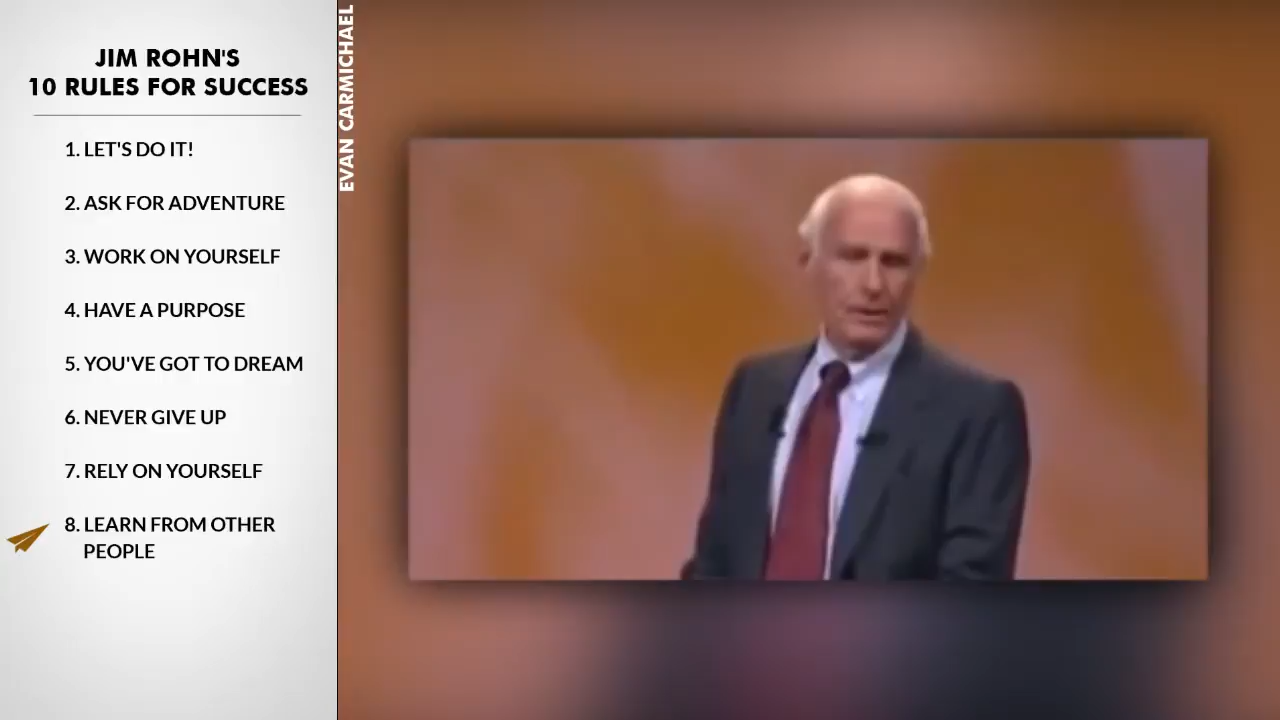 JIM ROHN'S
10 RULES FOR SUCCESS
1. LET'S DO IT!
2. ASK FOR ADVENTURE
3. WORK ON YOURSELF
4. HAVE A PURPOSE
5. YOU'VE GOT TO DREAM
6. NEVER GIVE UP
7. RELY ON YOURSELF
8. LEARN FROM OTHER
PEOPLE
EVAN CARMICHAEL